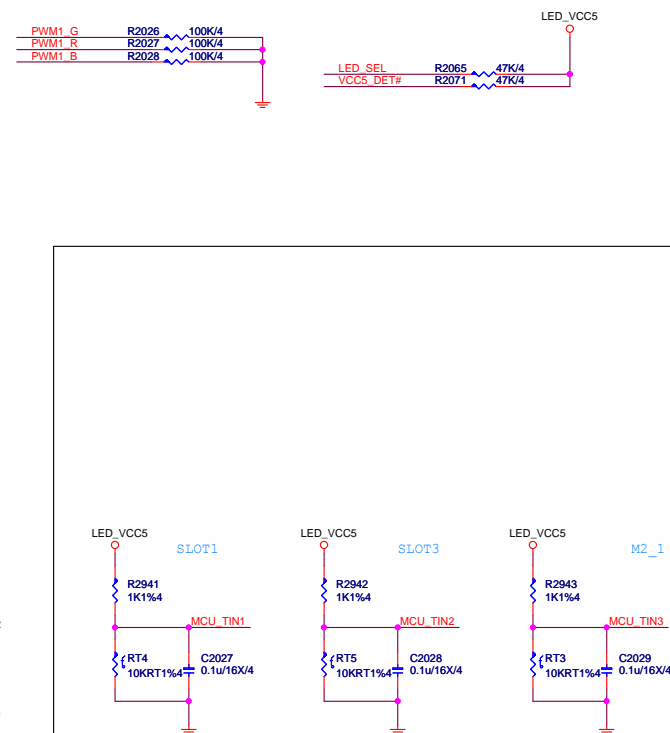 LED_VCC5
PWM1_G R2026 100K/4
PWM1_R R2027 100K/4
PWM1_B R2028 100K/4
LED_SEL R2065 47K/4
VCC5_DET# R2071 47K/4
LED_VCC5 SLOT1 LED_VCC5 SLOT3 LED_VCC5 M2_1
R2941 R2942 R2943
1K1%4 1K1%4 1K1%4
MCU_TIN1 MCU_TIN2 MCU_TIN3
RT4 C2027 RT5 C2028 RT3 C2029
10KRT1%4 0.1u/16X/4 10KRT1%4 0.1u/16X/4 10KRT1%4 0.1u/16X/4